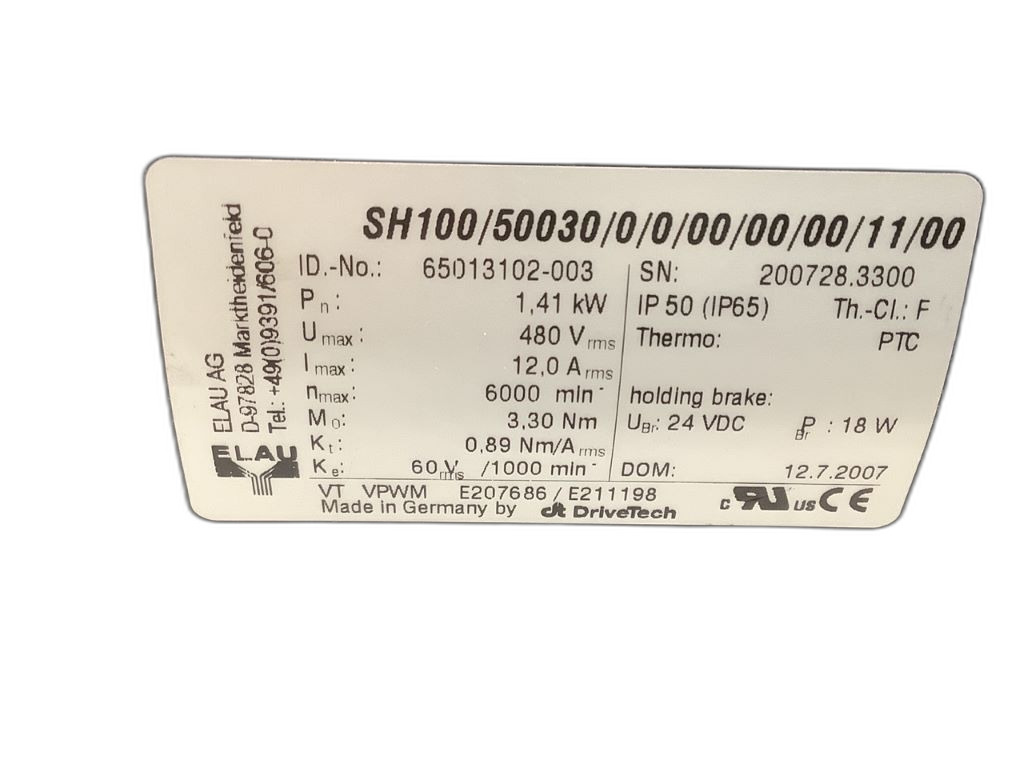 SH100/50030/0/0/00/00/00/11/00
ELAU AG
D-97828 Marktheidenfeld
Tel.: +49(0)9391/606-0
ELAU
ID.-No.: 65013102-003
Pn: 1,41 kW
Umax: 480 Vrms
Imax: 12,0 Arms
nmax: 6000 min-
Mo: 3,30 Nm
Kt: 0,89 Nm/Arms
Ke: 60 Vrms /1000 min-
SN: 200728.3300
IP 50 (IP65) Th.-Cl.: F
Thermo: PTC
holding brake:
UBr: 24 VDC PBr : 18 W
DOM: 12.7.2007
VT VPWM E207686 / E211198
Made in Germany by dt DriveTech
c RU us CE